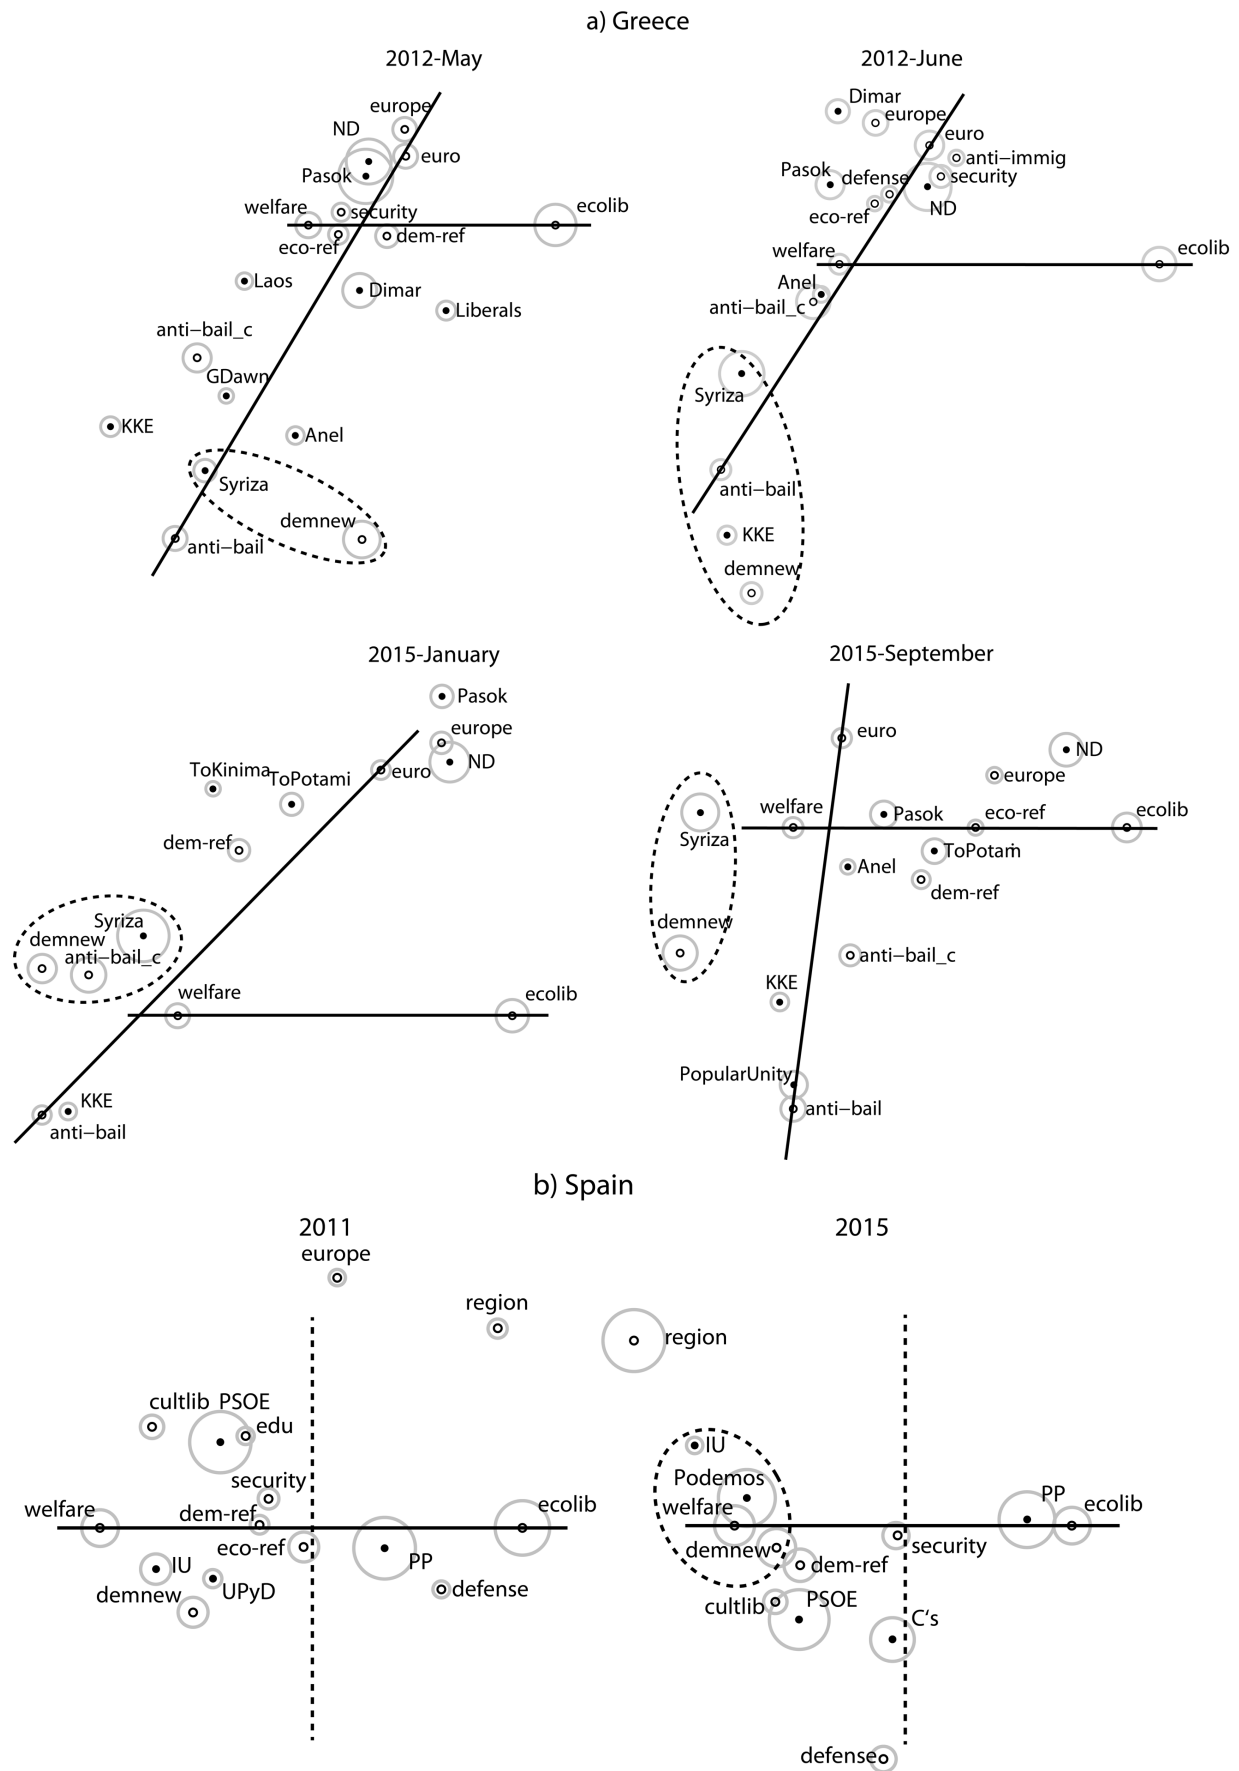 a) Greece
2012-May
2012-June
europe
ND
euro
Pasok
welfare
security
ecolib
eco-ref
dem-ref
Laos
Dimar
Liberals
anti−bail_c
GDawn
KKE
Anel
Syriza
demnew
anti−bail
Dimar
europe
euro
anti−immig
Pasok
defense
security
eco-ref
ND
welfare
ecolib
Anel
anti−bail_c
Syriza
anti−bail
KKE
demnew
2015-January
2015-September
Pasok
europe
ToKinima
ToPotami
euro
ND
dem-ref
Syriza
demnew
anti−bail_c
welfare
ecolib
KKE
anti−bail
euro
ND
europe
welfare
Pasok
eco-ref
ecolib
Syriza
Anel
ToPotami
dem-ref
demnew
anti−bail_c
KKE
PopularUnity
anti−bail
b) Spain
2011
2015
europe
region
cultlib
PSOE
edu
security
welfare
dem-ref
ecolib
eco-ref
PP
IU
UPyD
defense
demnew
region
IU
Podemos
PP
welfare
ecolib
demnew
security
dem-ref
cultlib
PSOE
C‘s
defense